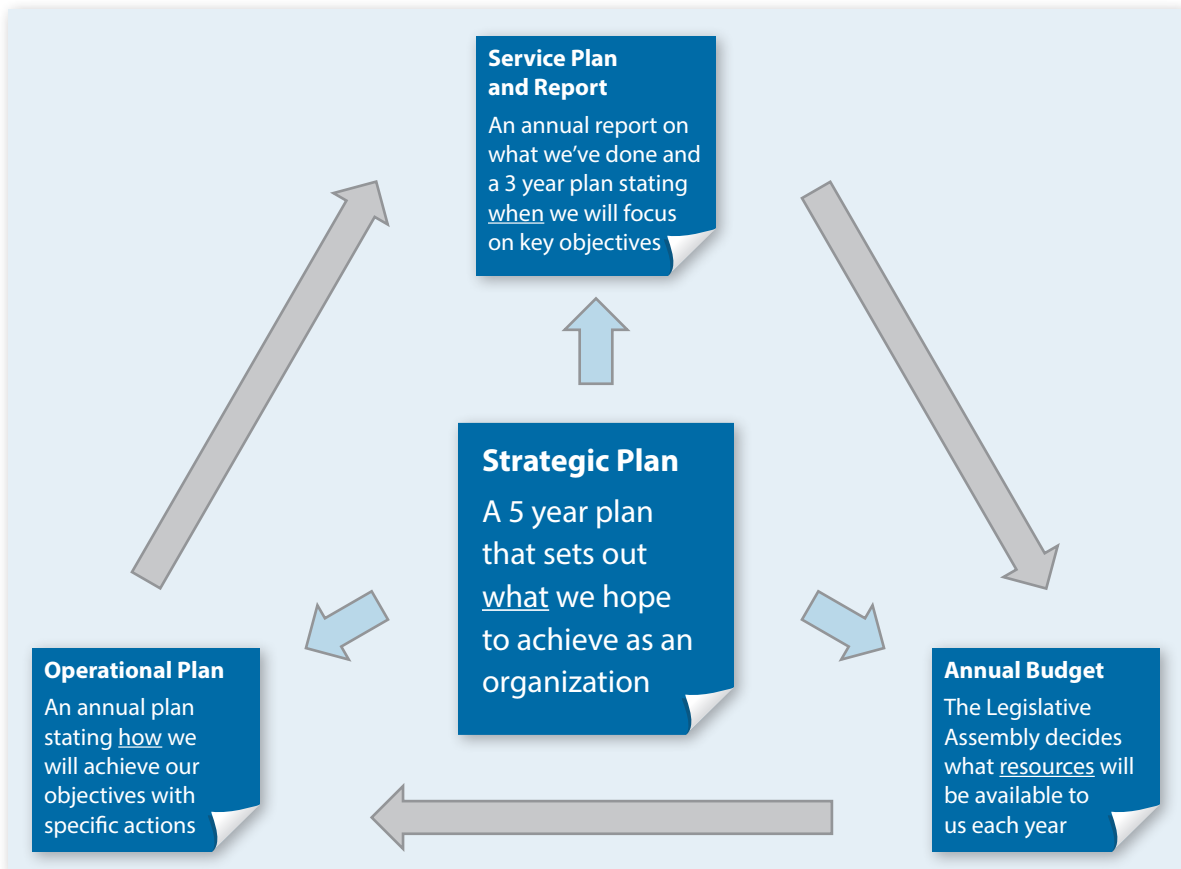 Service Plan
and Report
An annual report on
what we’ve done and
a 3 year plan stating
when we will focus
on key objectives
Strategic Plan
A 5 year plan
that sets out
what we hope
to achieve as an
organization
Operational Plan
An annual plan
stating how we
will achieve our
objectives with
specific actions
Annual Budget
The Legislative
Assembly decides
what resources will
be available to
us each year